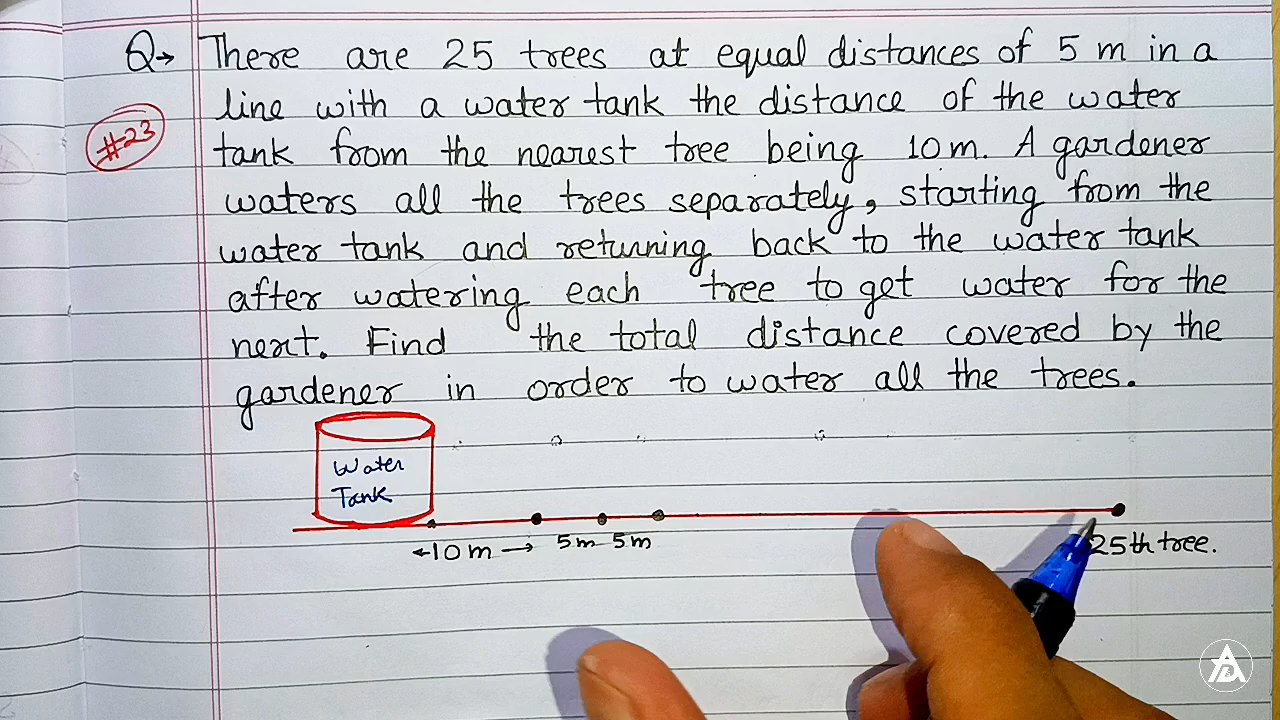 Q→ There are 25 trees at equal distances of 5 m in a
#23
line with a water tank the distance of the water
tank from the nearest tree being 10 m. A gardener
waters all the trees separately, starting from the
water tank and returning back to the water tank
after watering each tree to get water for the
next. Find the total distance covered by the
gardener in order to water all the trees.
Water
Tank
←10 m→ 5m 5m 25th tree.